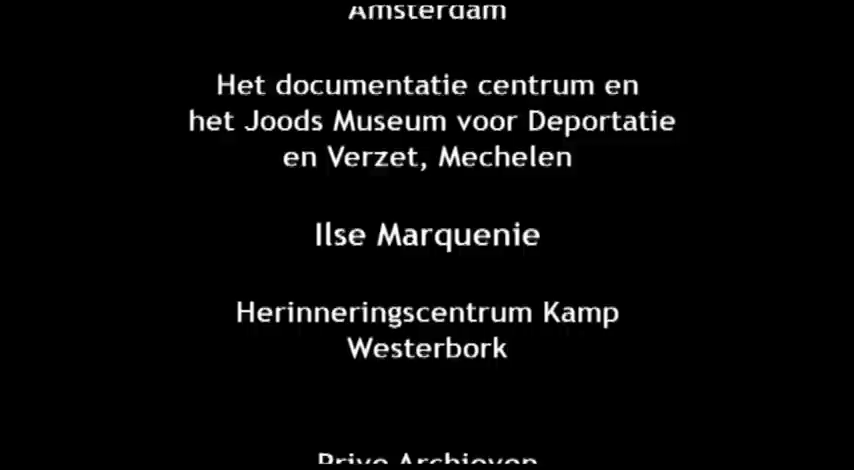 Amsterdam
Het documentatie centrum en
het Joods Museum voor Deportatie
en Verzet, Mechelen
Ilse Marquenie
Herinneringscentrum Kamp
Westerbork
Prive Archieven